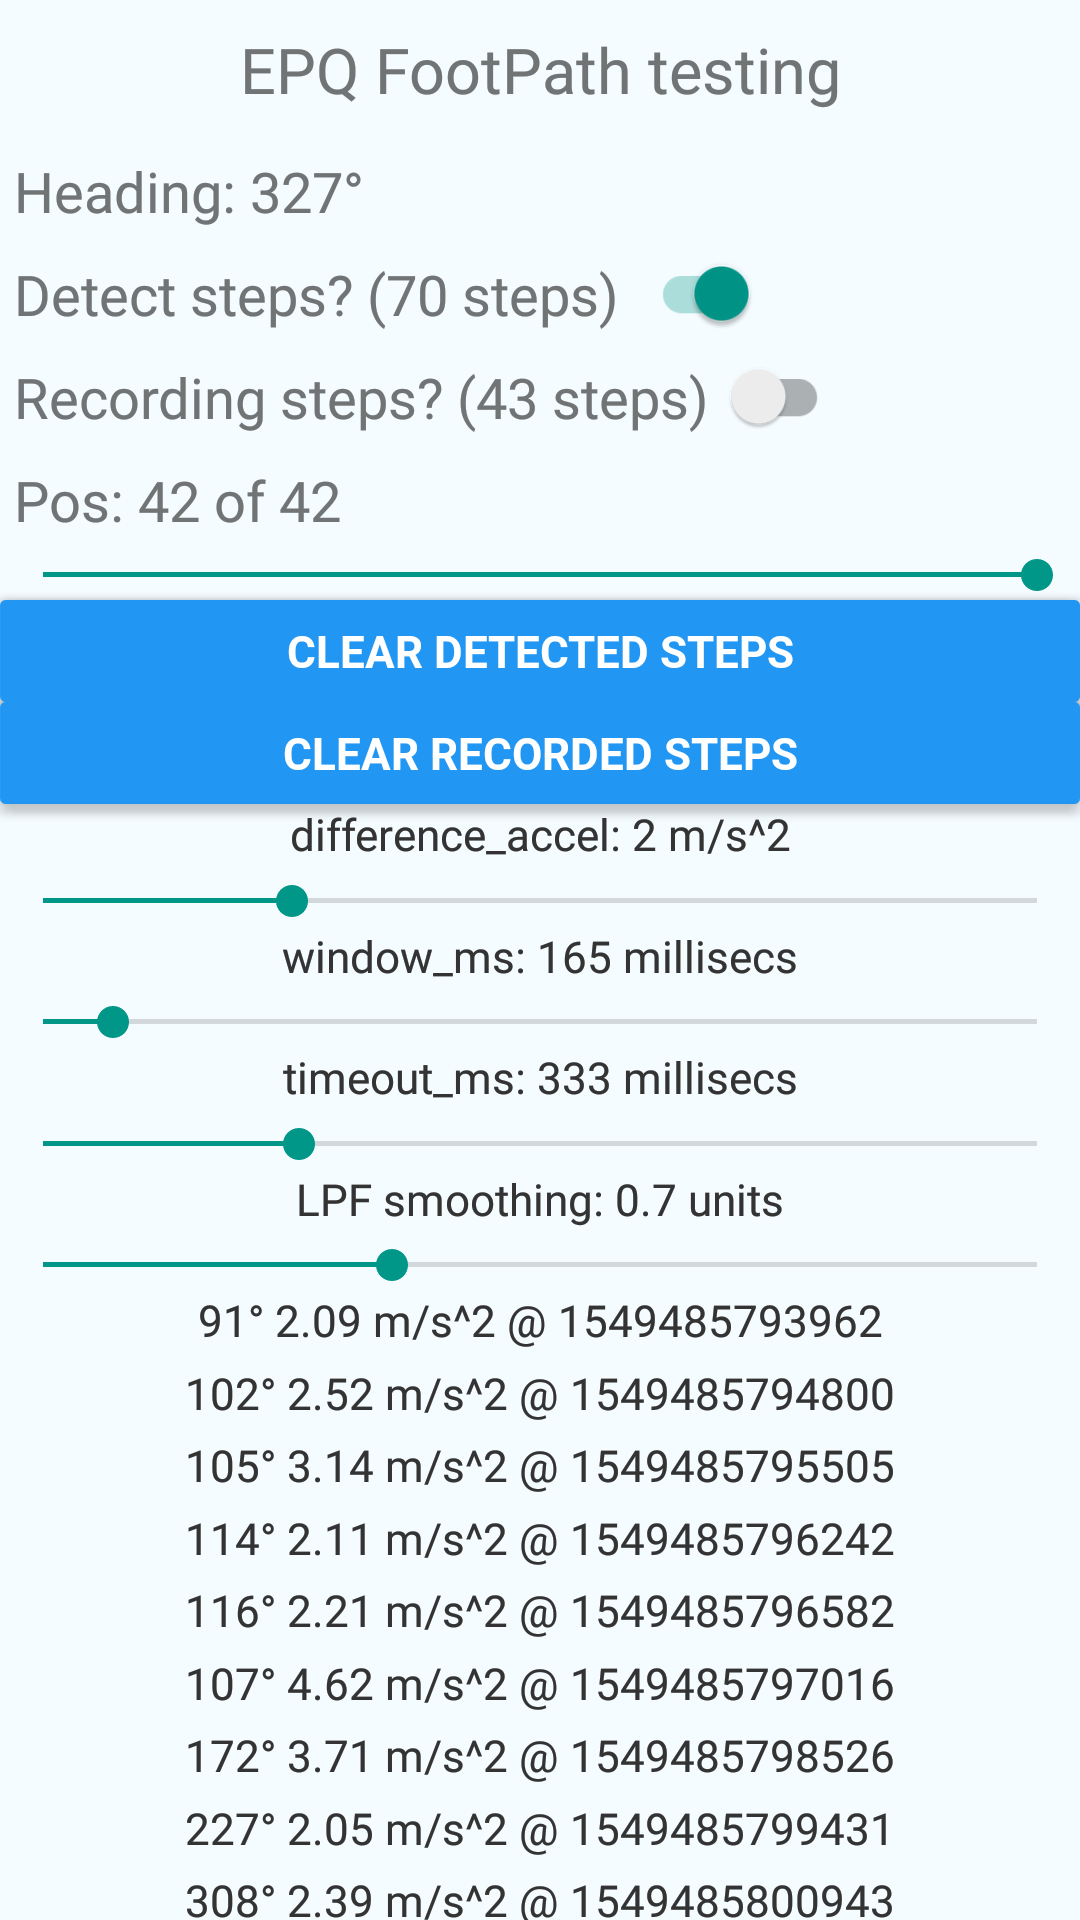 EPQ FootPath testing
Heading: 327°
Detect steps? (70 steps)
Recording steps? (43 steps)
Pos: 42 of 42
CLEAR DETECTED STEPS
CLEAR RECORDED STEPS
difference_accel: 2 m/s^2
window_ms: 165 millisecs
timeout_ms: 333 millisecs
LPF smoothing: 0.7 units
91° 2.09 m/s^2 @ 1549485793962
102° 2.52 m/s^2 @ 1549485794800
105° 3.14 m/s^2 @ 1549485795505
114° 2.11 m/s^2 @ 1549485796242
116° 2.21 m/s^2 @ 1549485796582
107° 4.62 m/s^2 @ 1549485797016
172° 3.71 m/s^2 @ 1549485798526
227° 2.05 m/s^2 @ 1549485799431
308° 2.39 m/s^2 @ 1549485800943